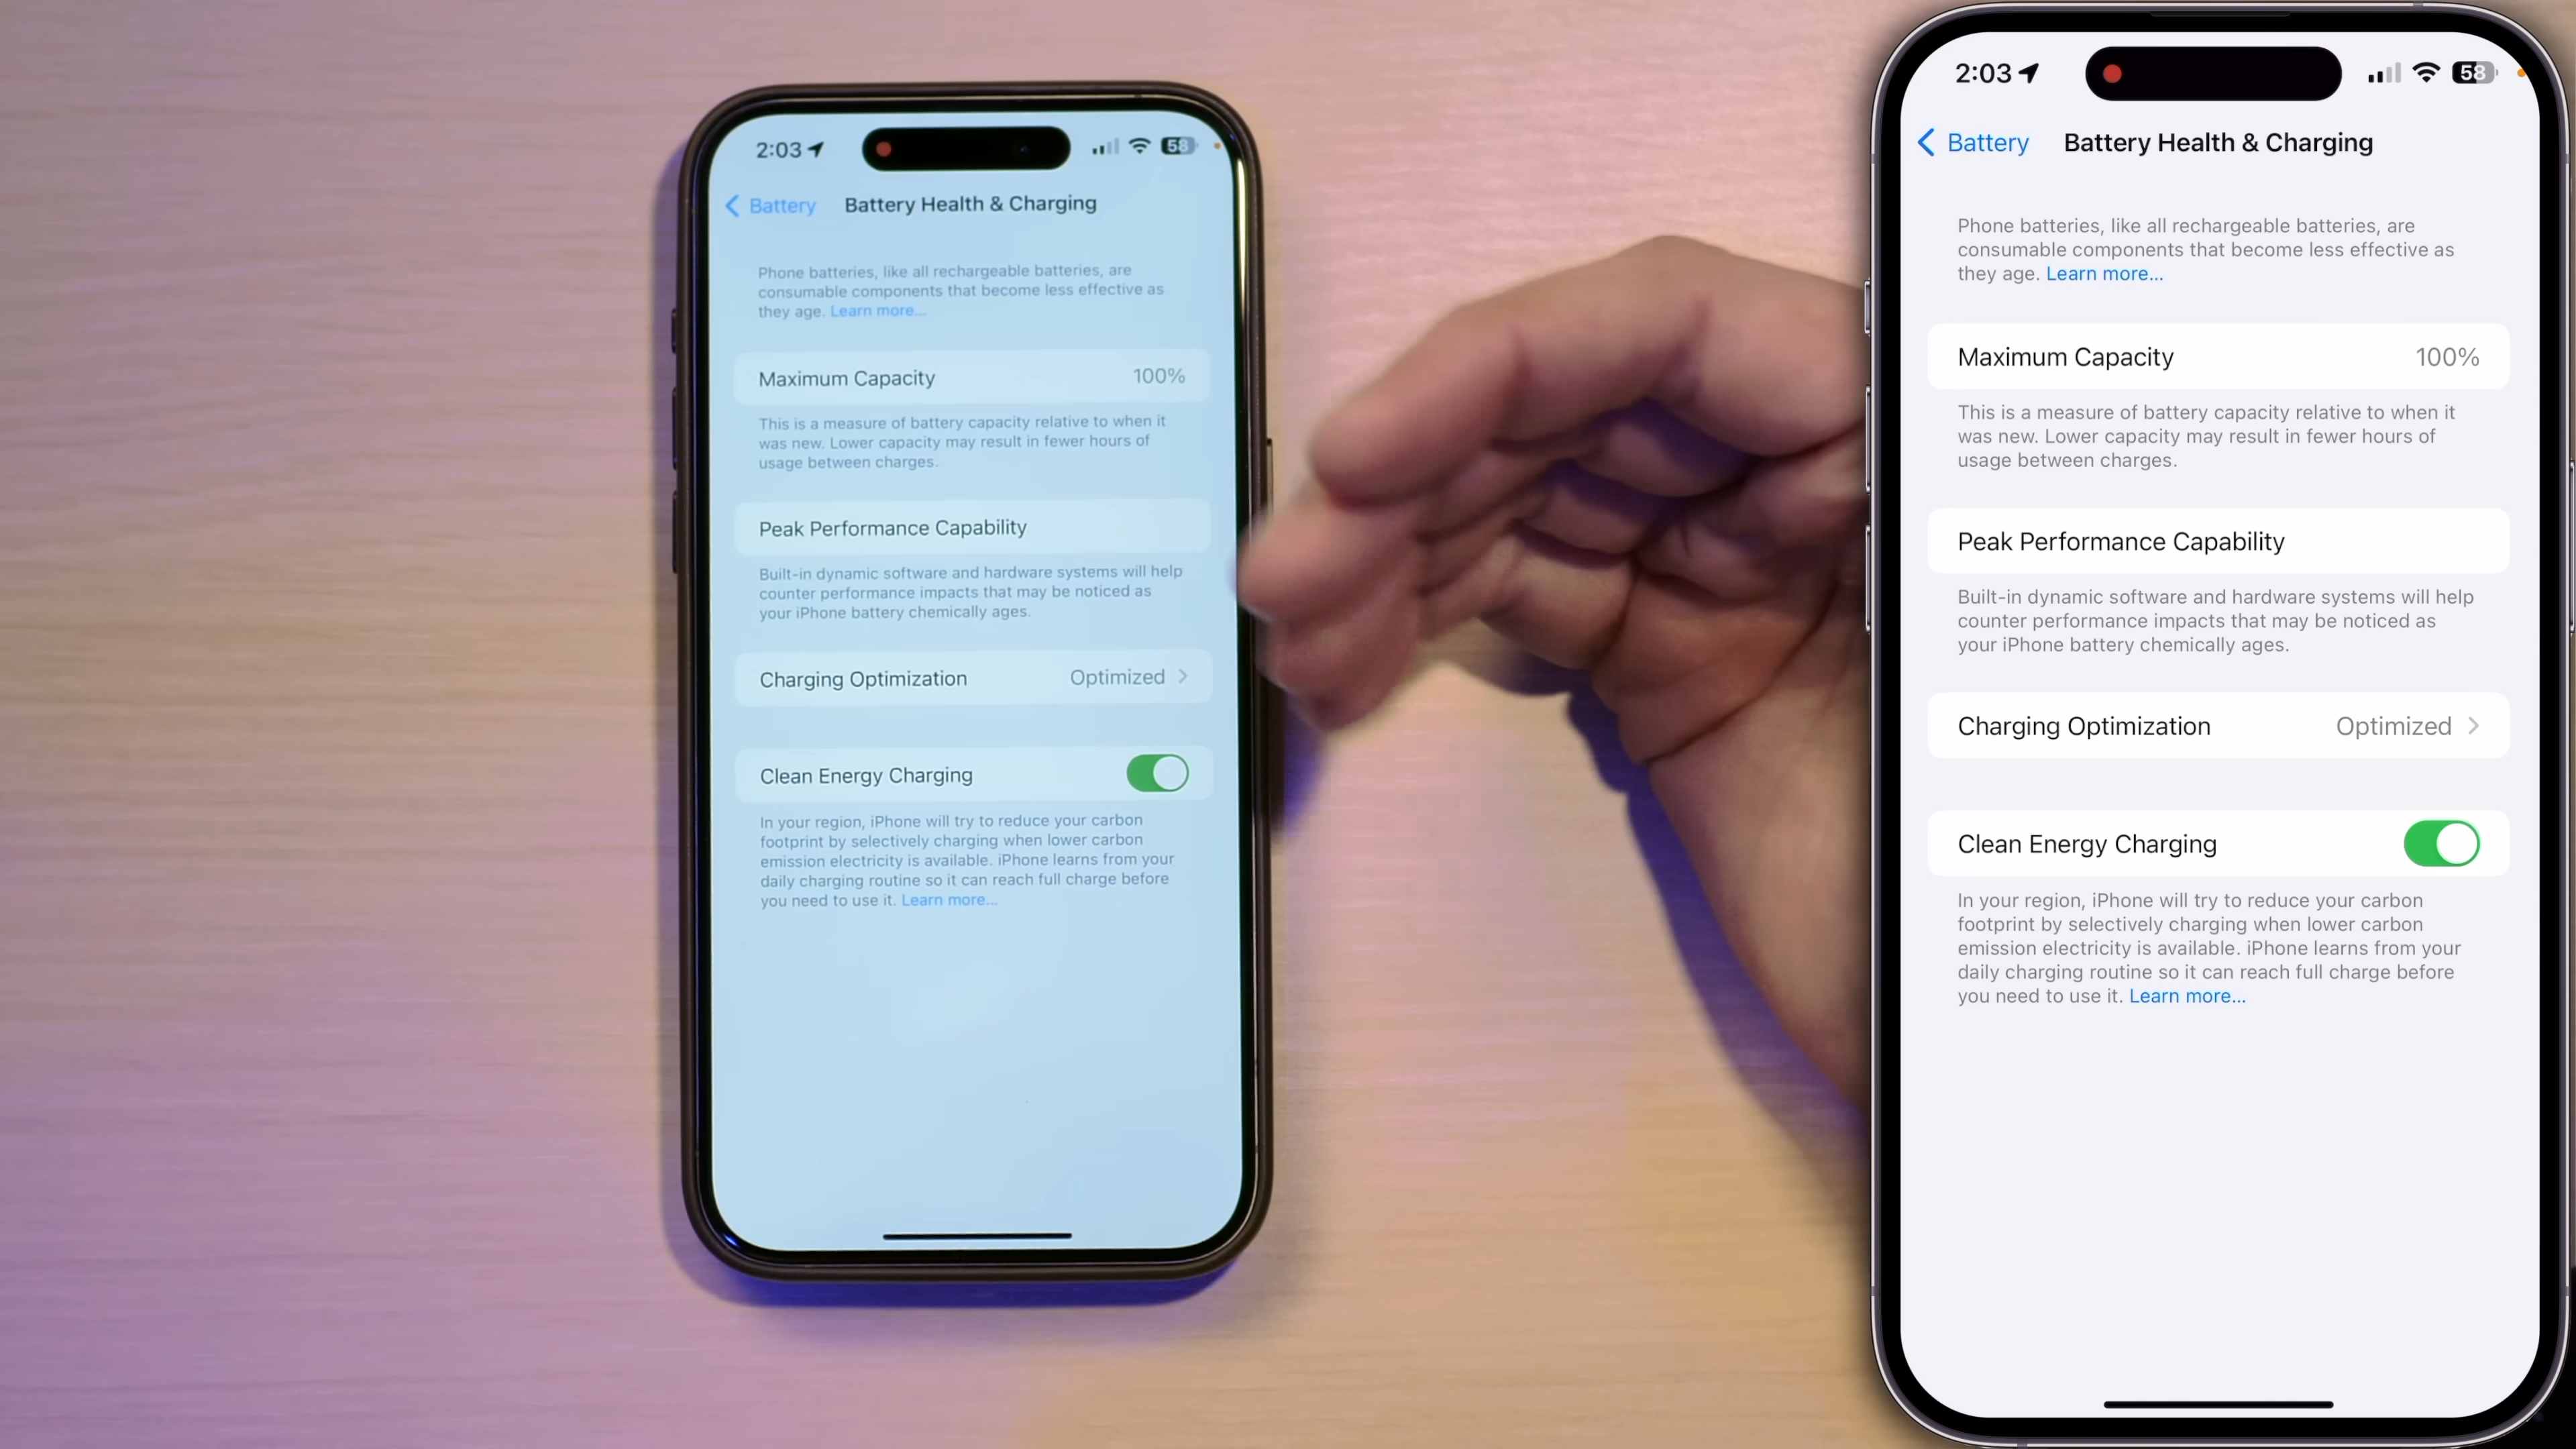 2:03
58
Battery
Battery Health & Charging
Phone batteries, like all rechargeable batteries, are
consumable components that become less effective as
they age. Learn more...
Maximum Capacity 100%
This is a measure of battery capacity relative to when it
was new. Lower capacity may result in fewer hours of
usage between charges.
Peak Performance Capability
Built-in dynamic software and hardware systems will help
counter performance impacts that may be noticed as
your iPhone battery chemically ages.
Charging Optimization Optimized
Clean Energy Charging
In your region, iPhone will try to reduce your carbon
footprint by selectively charging when lower carbon
emission electricity is available. iPhone learns from your
daily charging routine so it can reach full charge before
you need to use it. Learn more...
2:03
58
Battery
Battery Health & Charging
Phone batteries, like all rechargeable batteries, are
consumable components that become less effective as
they age. Learn more...
Maximum Capacity 100%
This is a measure of battery capacity relative to when it
was new. Lower capacity may result in fewer hours of
usage between charges.
Peak Performance Capability
Built-in dynamic software and hardware systems will help
counter performance impacts that may be noticed as
your iPhone battery chemically ages.
Charging Optimization Optimized
Clean Energy Charging
In your region, iPhone will try to reduce your carbon
footprint by selectively charging when lower carbon
emission electricity is available. iPhone learns from your
daily charging routine so it can reach full charge before
you need to use it. Learn more...